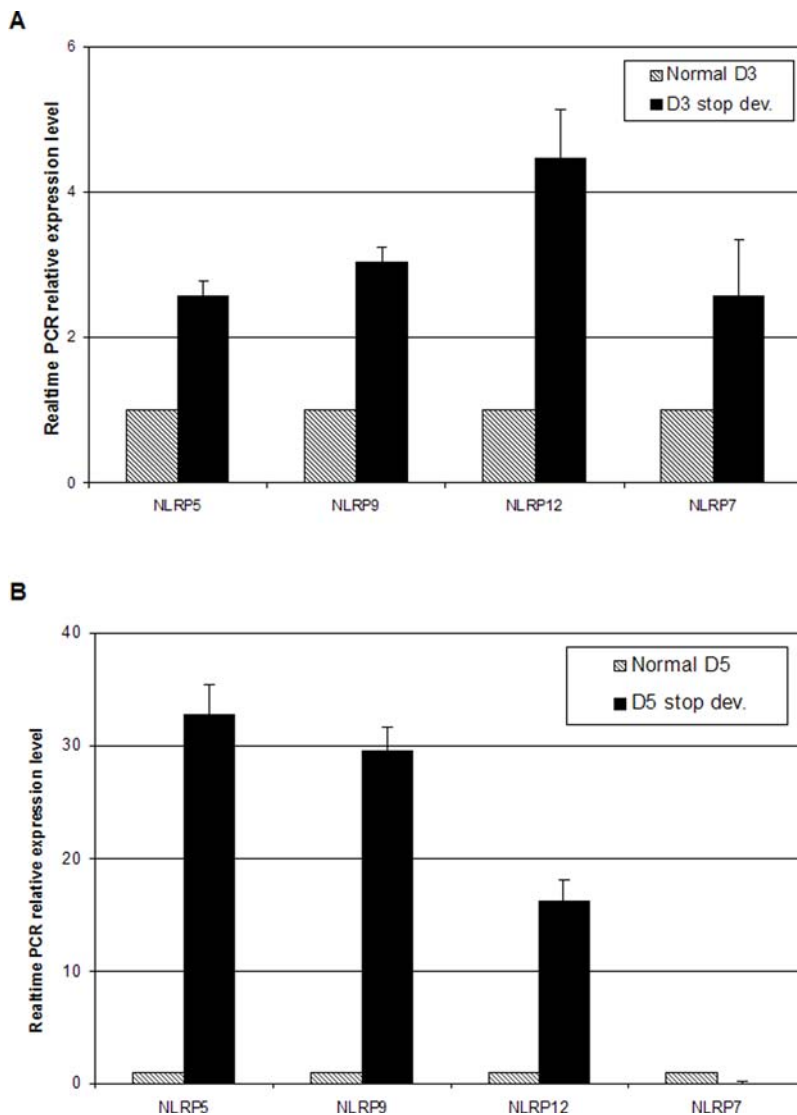 A
Realtime PCR relative expression level
6
4
2
0
Normal D3
D3 stop dev.
NLRP5 NLRP9 NLRP12 NLRP7
B
Realtime PCR relative expression level
40
30
20
10
0
Normal D5
D5 stop dev.
NLRP5 NLRP9 NLRP12 NLRP7